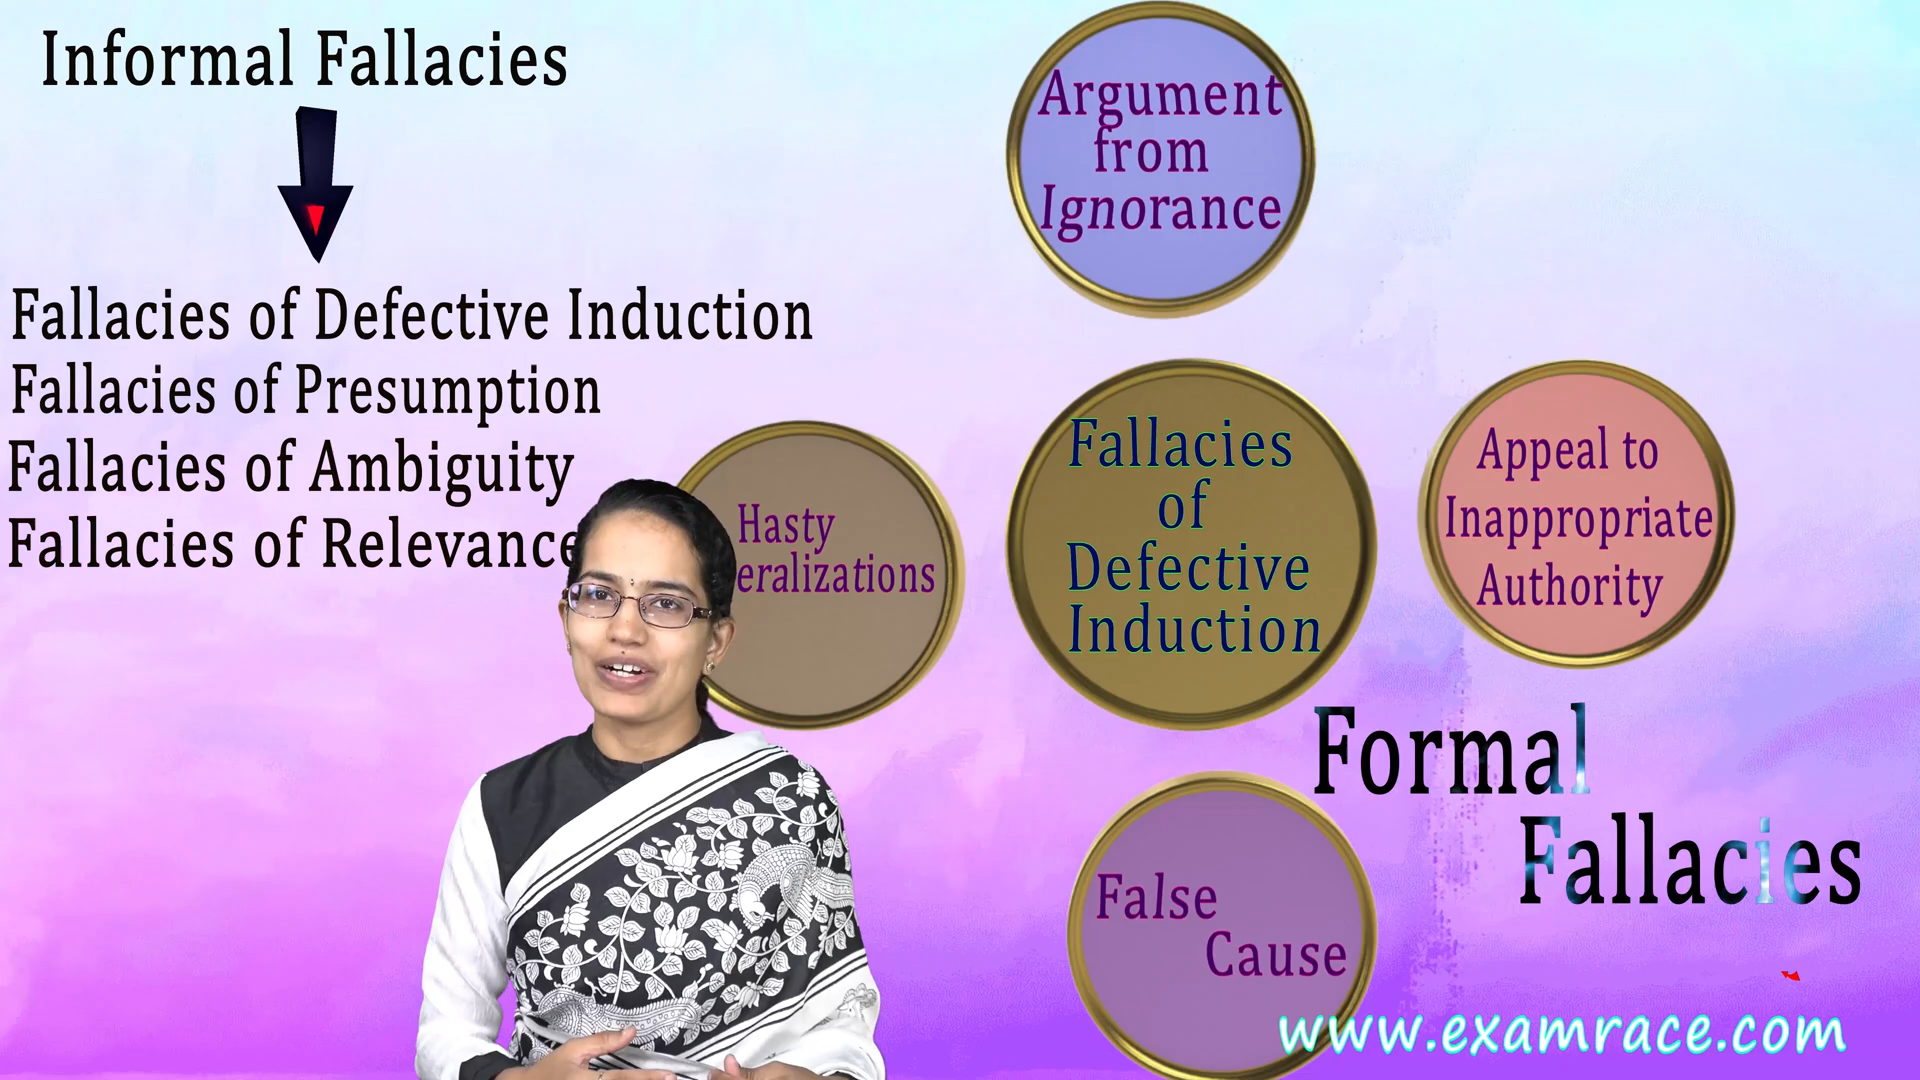 Informal Fallacies
Fallacies of Defective Induction
Fallacies of Presumption
Fallacies of Ambiguity
Fallacies of Relevance
Argument
from
Ignorance
Hasty
eralizations
Fallacies
of
Defective
Induction
Appeal to
Inappropriate
Authority
False
Cause
Formal
Fallacies
www.examrace.com